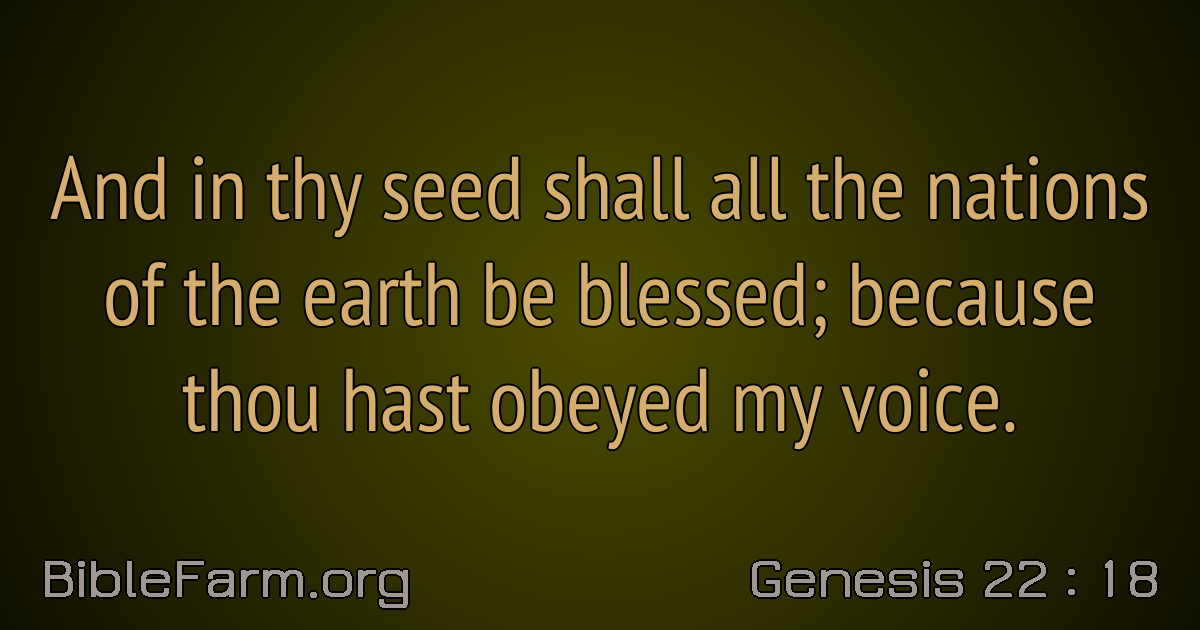 And in thy seed shall all the nations
of the earth be blessed; because
thou hast obeyed my voice.
BibleFarm.org
Genesis 22 : 18